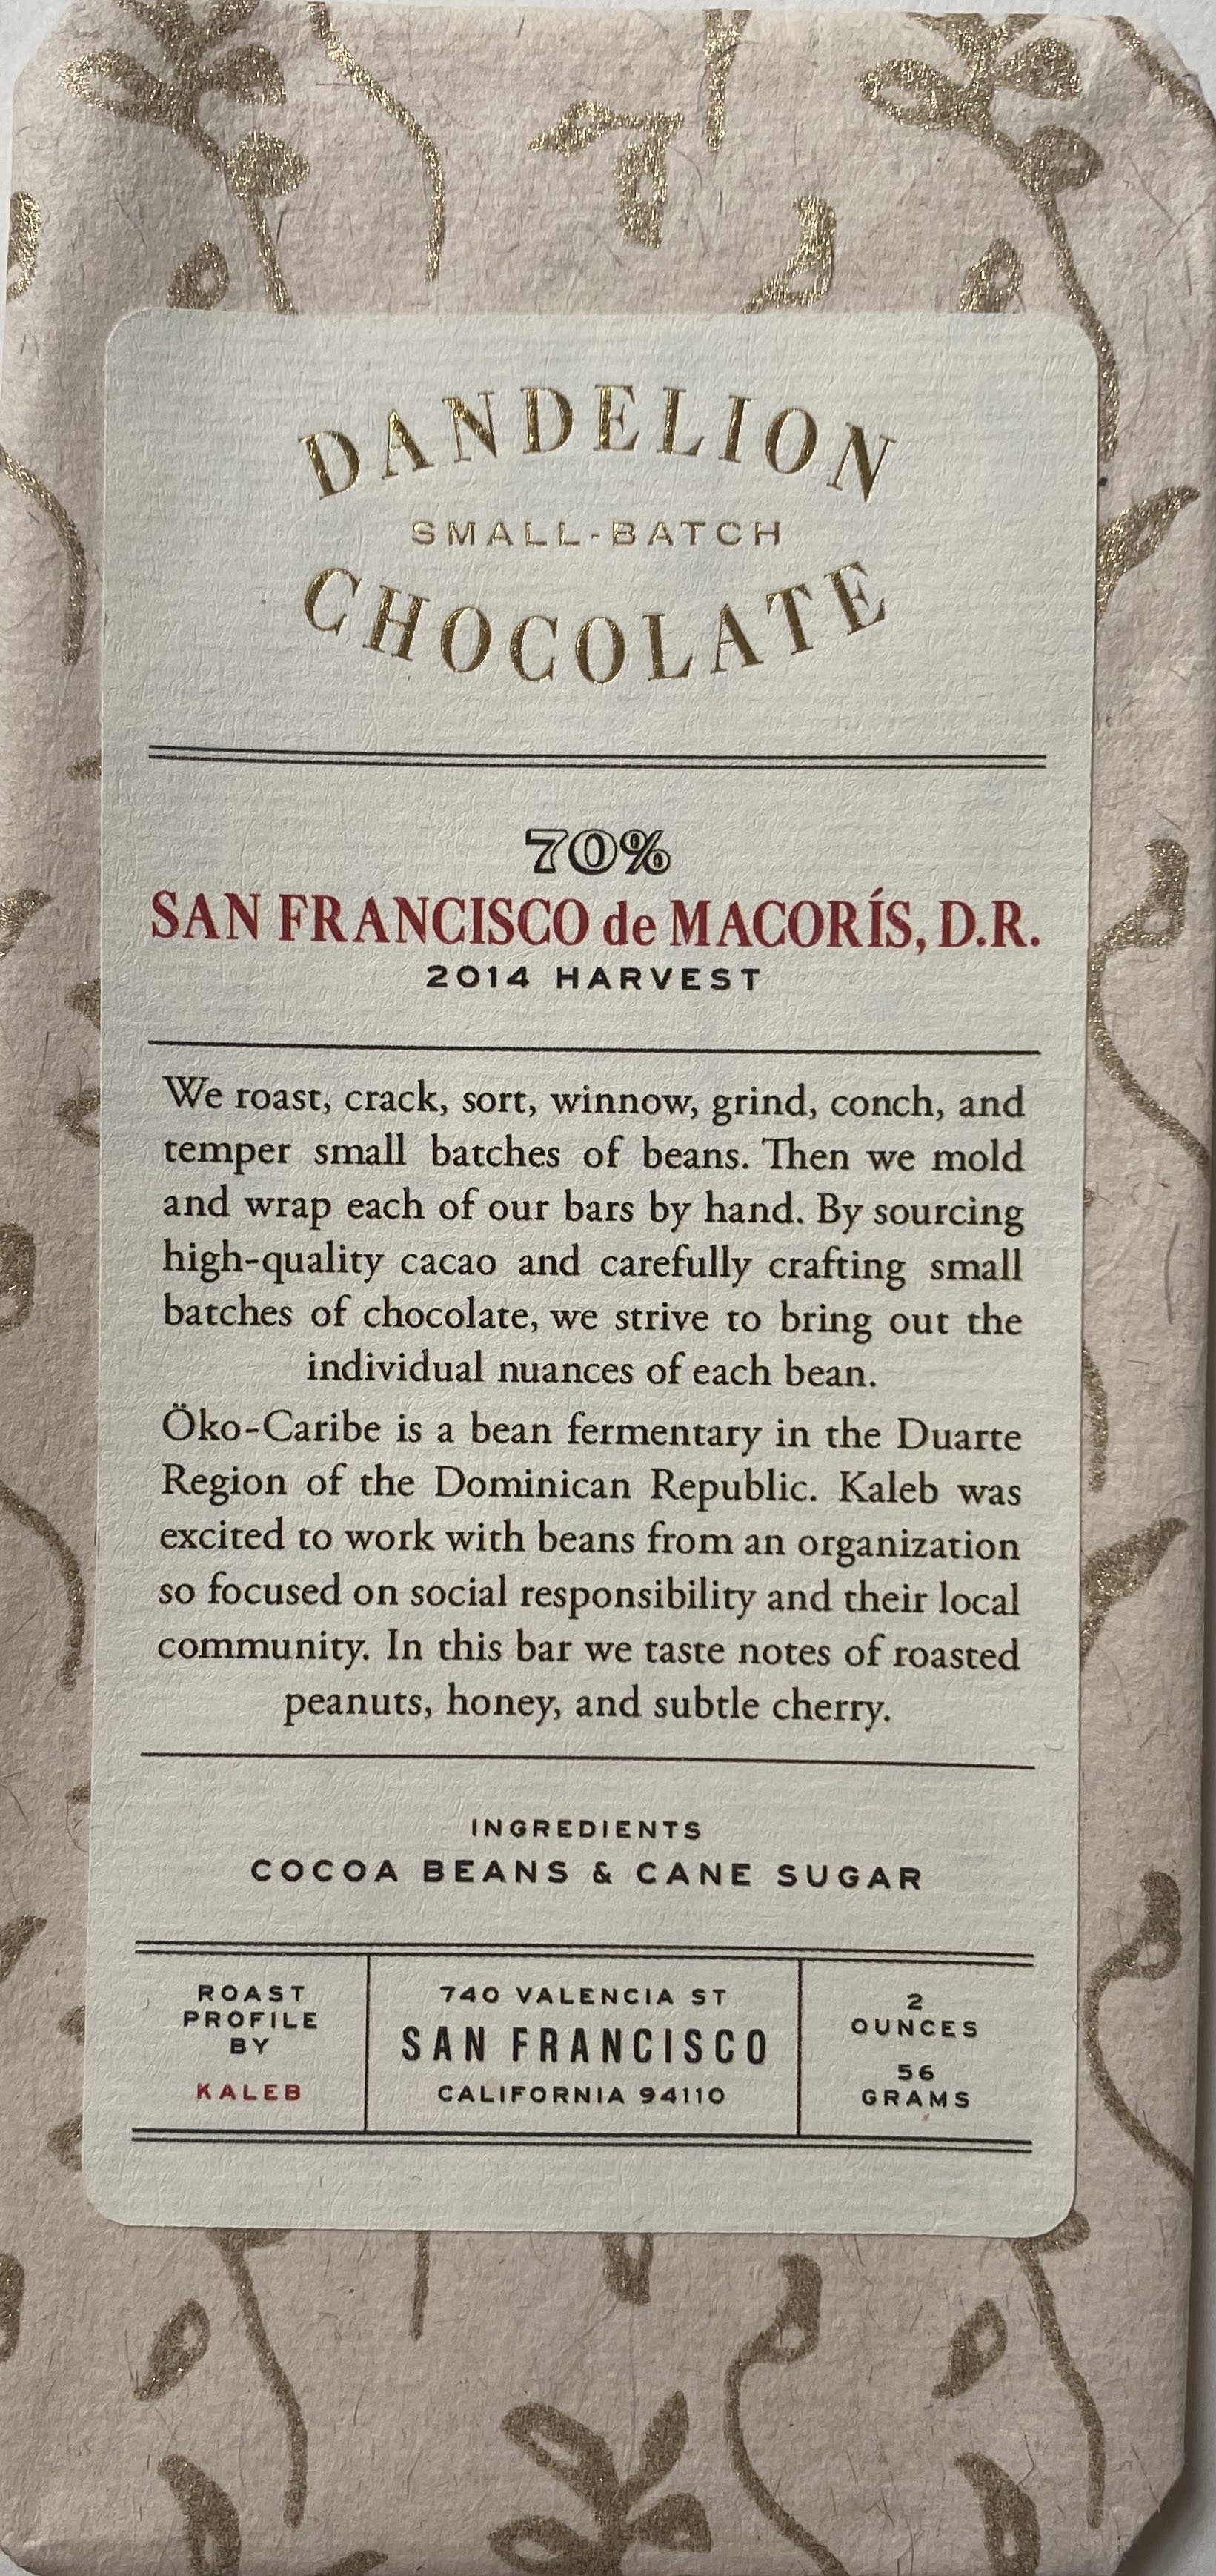 DANDELION
SMALL-BATCH
CHOCOLATE
70%
SAN FRANCISCO de MACORÍS, D.R.
2014 HARVEST
We roast, crack, sort, winnow, grind, conch, and
temper small batches of beans. Then we mold
and wrap each of our bars by hand. By sourcing
high-quality cacao and carefully crafting small
batches of chocolate, we strive to bring out the
individual nuances of each bean.
Öko-Caribe is a bean fermentary in the Duarte
Region of the Dominican Republic. Kaleb was
excited to work with beans from an organization
so focused on social responsibility and their local
community. In this bar we taste notes of roasted
peanuts, honey, and subtle cherry.
INGREDIENTS
COCOA BEANS & CANE SUGAR
ROAST
PROFILE
BY
KALEB
740 VALENCIA ST
SAN FRANCISCO
CALIFORNIA 94110
2
OUNCES
56
GRAMS